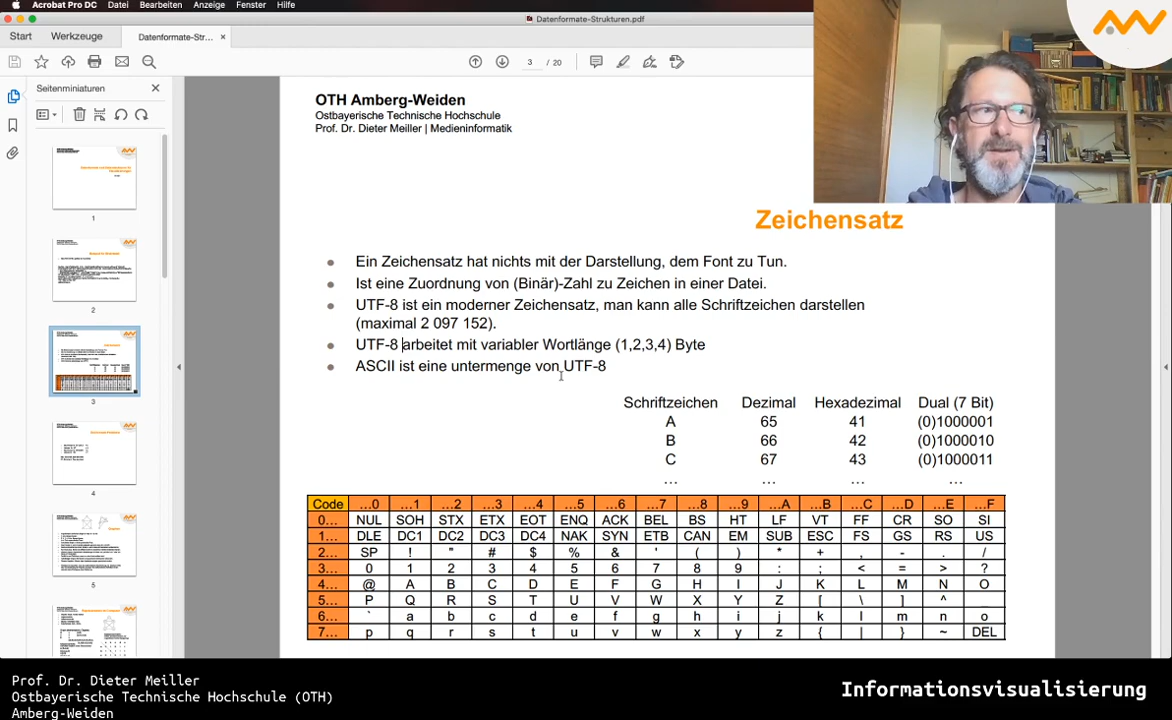 Acrobat Pro DC Datei Bearbeiten Anzeige Fenster Hilfe
Datenformate-Strukturen.pdf
Start Werkzeuge Datenformate-Str... ×
3 / 20
Seitenminiaturen
1
2
3
4
5
OTH Amberg-Weiden
Ostbayerische Technische Hochschule
Prof. Dr. Dieter Meiller | Medieninformatik
Zeichensatz
Ein Zeichensatz hat nichts mit der Darstellung, dem Font zu Tun.
Ist eine Zuordnung von (Binär)-Zahl zu Zeichen in einer Datei.
UTF-8 ist ein moderner Zeichensatz, man kann alle Schriftzeichen darstellen
(maximal 2 097 152).
UTF-8 arbeitet mit variabler Wortlänge (1,2,3,4) Byte
ASCII ist eine untermenge von UTF-8
Schriftzeichen Dezimal Hexadezimal Dual (7 Bit)
A 65 41 (0)1000001
B 66 42 (0)1000010
C 67 43 (0)1000011
... ... ... ...
Code ...0 ...1 ...2 ...3 ...4 ...5 ...6 ...7 ...8 ...9 ...A ...B ...C ...D ...E ...F
0... NUL SOH STX ETX EOT ENQ ACK BEL BS HT LF VT FF CR SO SI
1... DLE DC1 DC2 DC3 DC4 NAK SYN ETB CAN EM SUB ESC FS GS RS US
2... SP ! " # $ % & ' ( ) * + , - . /
3... 0 1 2 3 4 5 6 7 8 9 : ; < = > ?
4... @ A B C D E F G H I J K L M N O
5... P Q R S T U V W X Y Z [ \ ] ^ _
6... ` a b c d e f g h i j k l m n o
7... p q r s t u v w x y z { | } ~ DEL
Prof. Dr. Dieter Meiller
Ostbayerische Technische Hochschule (OTH)
Amberg-Weiden
Informationsvisualisierung